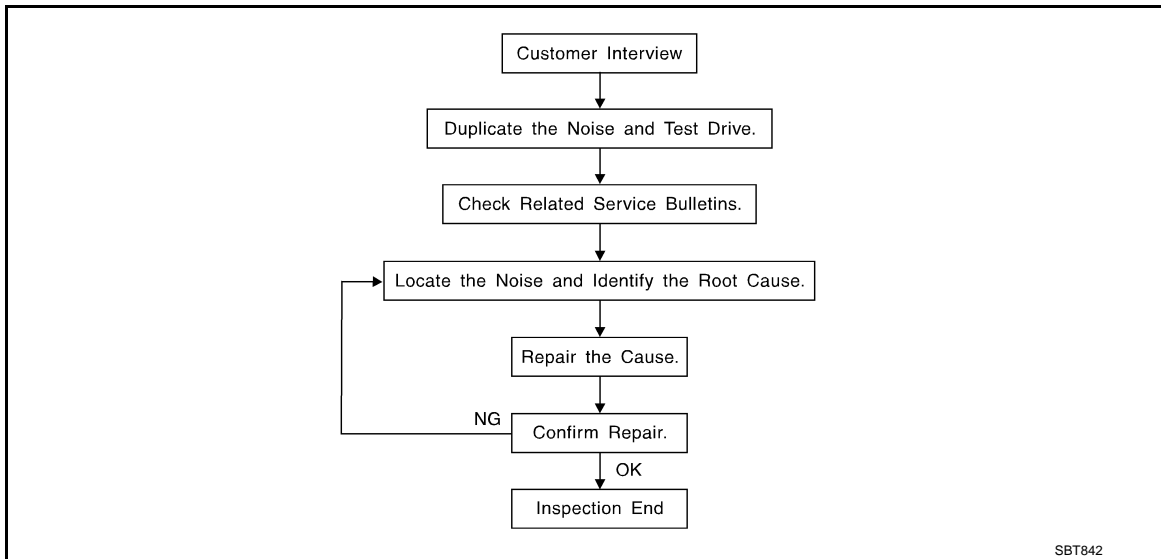 Customer Interview
Duplicate the Noise and Test Drive.
Check Related Service Bulletins.
Locate the Noise and Identify the Root Cause.
Repair the Cause.
NG
Confirm Repair.
OK
Inspection End
SBT842